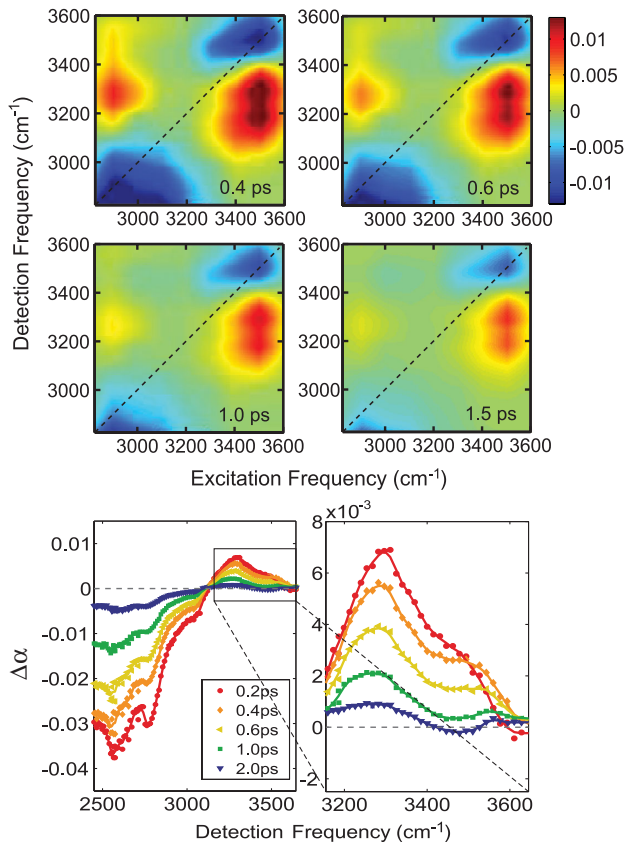 3600
3400
3200
3000
3000 3200 3400 3600
0.4 ps
3600
3400
3200
3000
3000 3200 3400 3600
0.6 ps
0.01
0.005
0
-0.005
-0.01
3600
3400
3200
3000
3000 3200 3400 3600
1.0 ps
3600
3400
3200
3000
3000 3200 3400 3600
1.5 ps
Detection Frequency (cm⁻¹)
Excitation Frequency (cm⁻¹)
0.01
0
-0.01
-0.02
-0.03
-0.04
Δα
2450 3000 3500
0.2ps
0.4ps
0.6ps
1.0ps
2.0ps
8
×10⁻³
6
4
2
0
-2
3200 3400 3600
Detection Frequency (cm⁻¹)